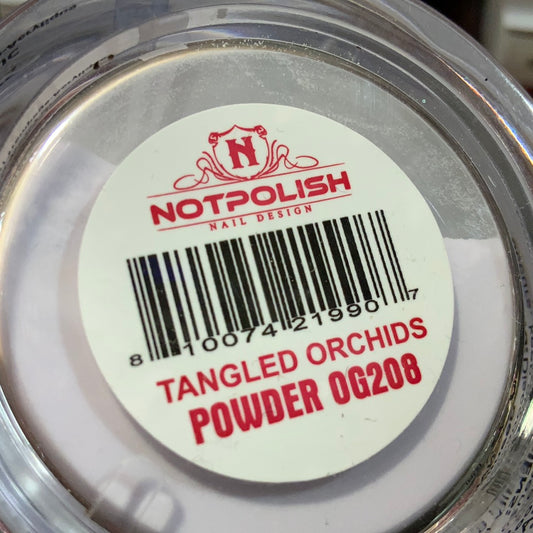 N
NOTPOLISH
NAIL DESIGN
8 10074 21990 7
TANGLED ORCHIDS
POWDER OG208